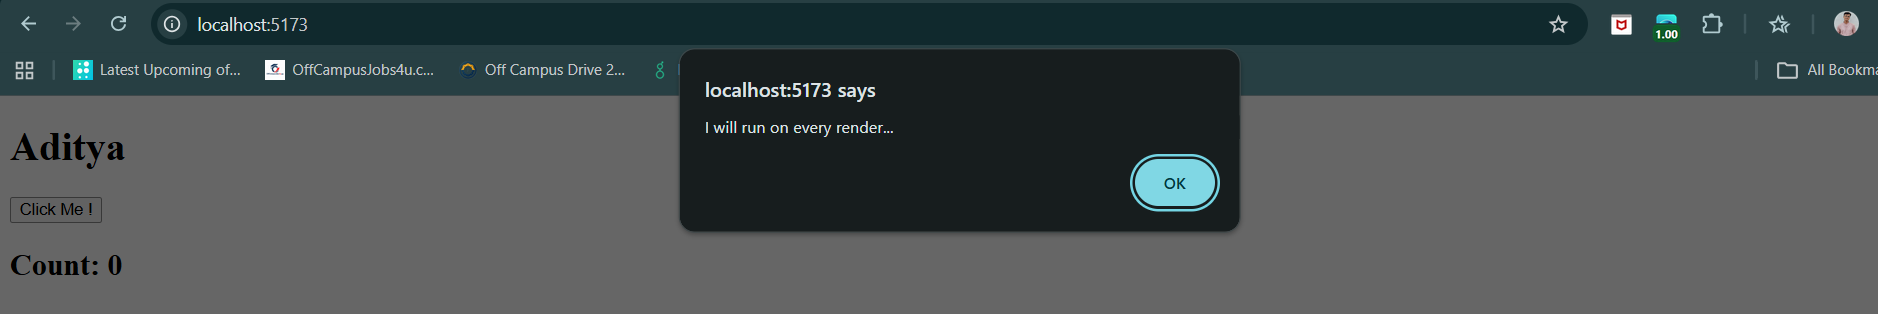 localhost:5173
1.00
Latest Upcoming of...
OffCampusJobs4u.c...
Off Campus Drive 2...
All Bookma
localhost:5173 says
I will run on every render...
OK
Aditya
Click Me !
Count: 0